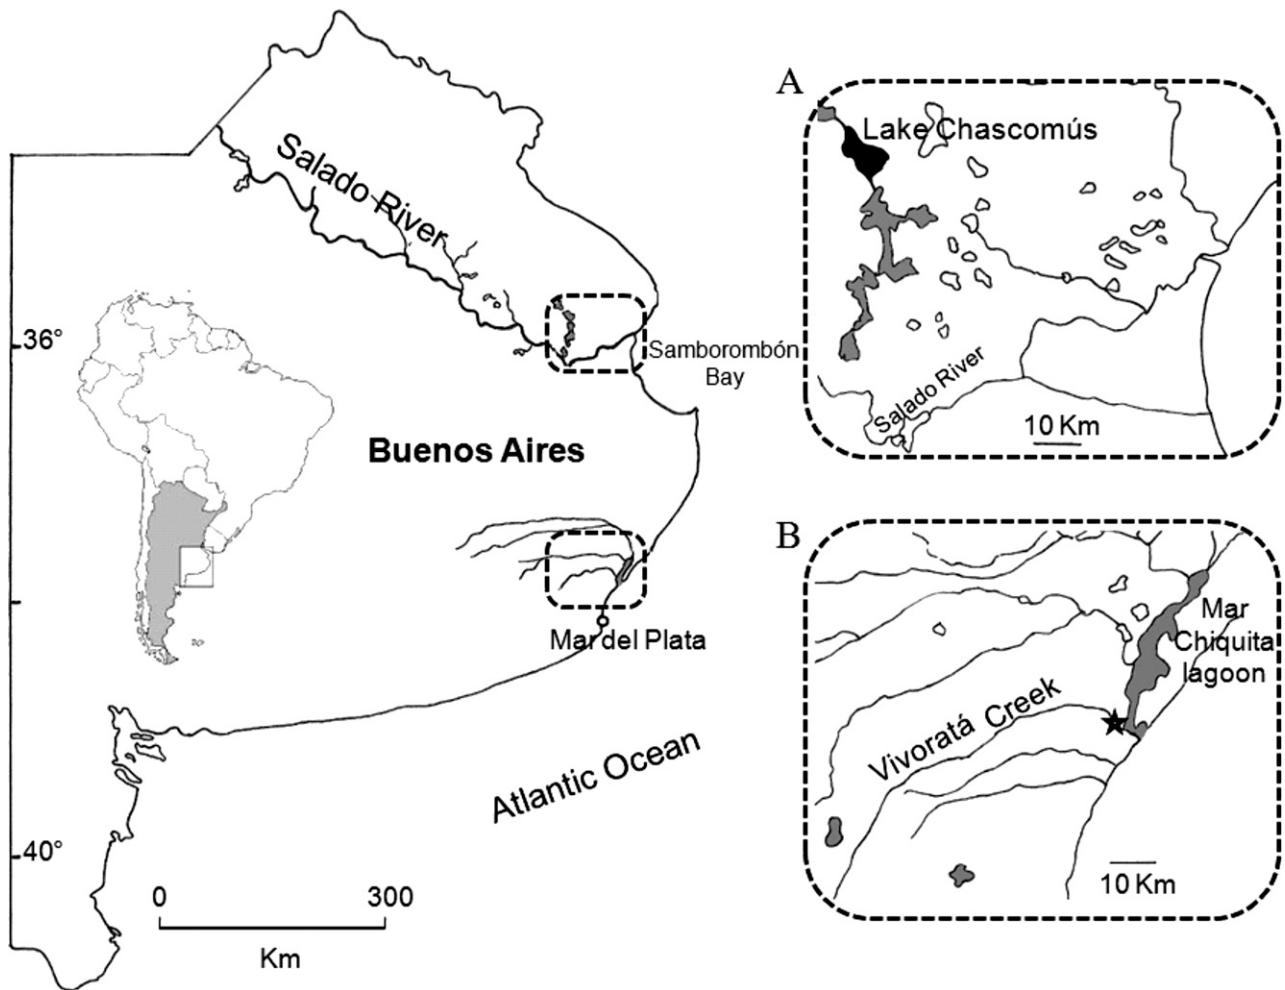 Salado River
36°
Samborombón
Bay
Buenos Aires
Mar del Plata
Atlantic Ocean
40°
0 300
Km
A
Lake Chascomús
Salado River
10 Km
B
Mar
Chiquita
lagoon
Vivoratá Creek
10 Km